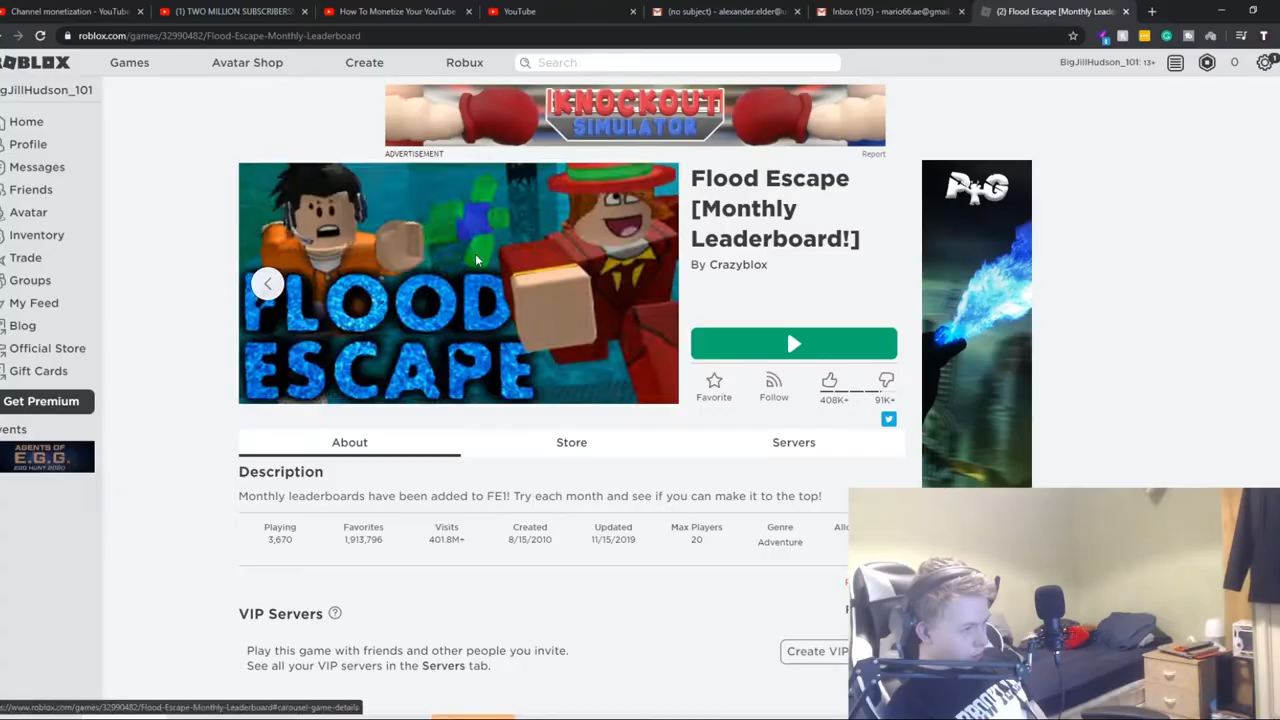 Channel monetization - YouTube
(1) TWO MILLION SUBSCRIBERS!
How To Monetize Your YouTube
YouTube
(no subject) - alexander.elder@
Inbox (105) - mario66.ae@gmail.
(2) Flood Escape [Monthly Leade
roblox.com/games/32990482/Flood-Escape-Monthly-Leaderboard
ROBLOX
Games
Avatar Shop
Create
Robux
Search
BigJillHudson_101: 13+
0
1
gJillHudson_101
Home
Profile
Messages
Friends
Avatar
Inventory
Trade
Groups
My Feed
Blog
Official Store
Gift Cards
Get Premium
vents
AGENTS OF
E.G.G.
EGG HUNT 2020
KNOCKOUT
SIMULATOR
ADVERTISEMENT
Report
FLOOD
ESCAPE
Flood Escape
[Monthly
Leaderboard!]
By Crazyblox
Favorite
Follow
408K+
91K+
About
Store
Servers
Description
Monthly leaderboards have been added to FE1! Try each month and see if you can make it to the top!
Playing
Favorites
Visits
Created
Updated
Max Players
Genre
3,670
1,913,796
401.8M+
8/15/2010
11/15/2019
20
Adventure
VIP Servers
Play this game with friends and other people you invite.
See all your VIP servers in the Servers tab.
Create VIP
s://www.roblox.com/games/32990482/Flood-Escape-Monthly-Leaderboard#carousel-game-details